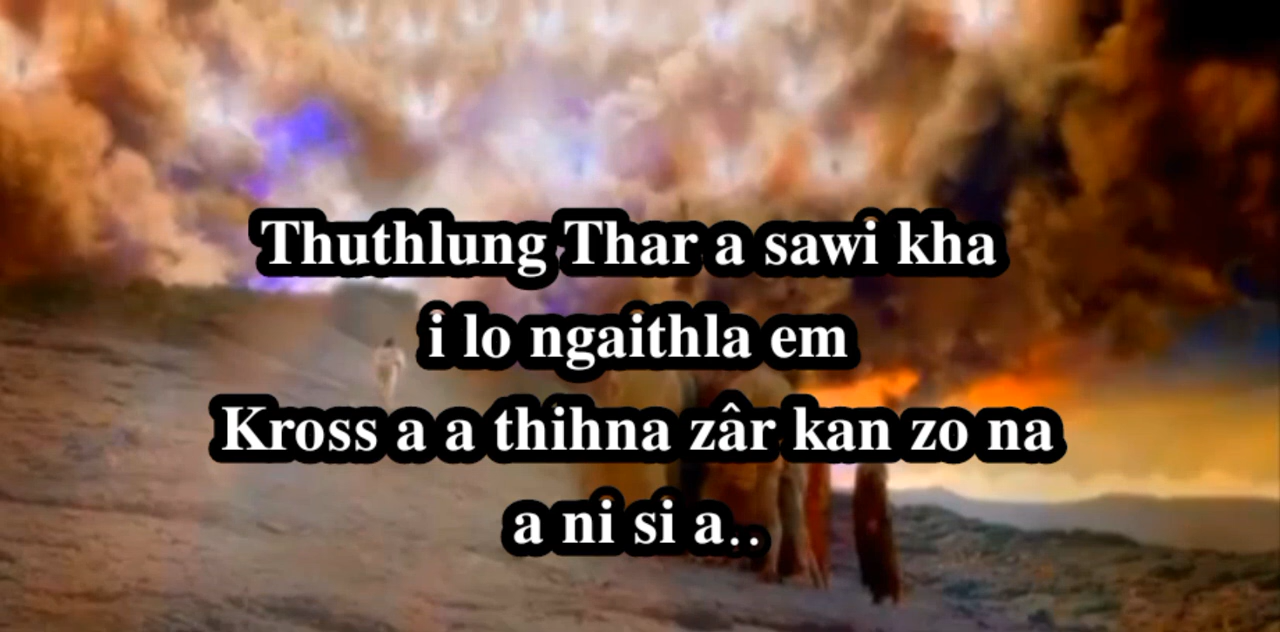 Thuthlung Thar a sawi kha
i lo ngaithla em
Kross a a thihna zâr kan zo na
a ni si a..